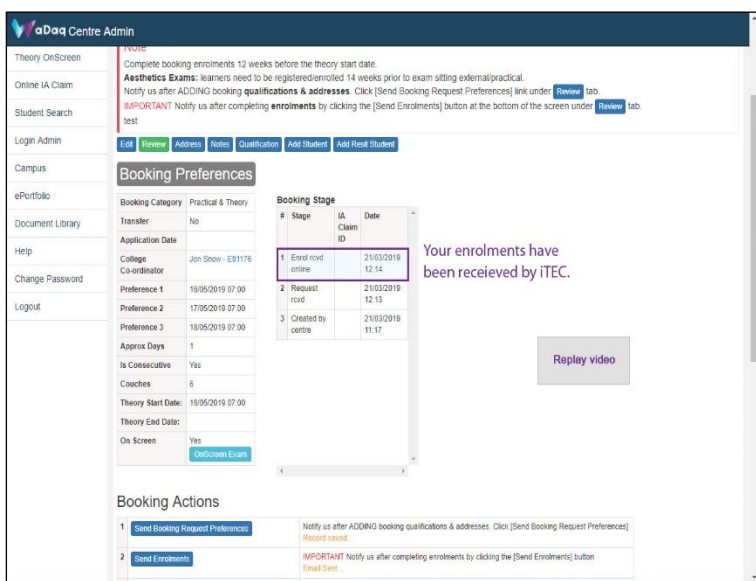 aDaq Centre Admin
Theory OnScreen
Online IA Claim
Student Search
Login Admin
Campus
ePortfolio
Document Library
Help
Change Password
Logout
Note
Complete booking enrolments 12 weeks before the theory start date.
Aesthetics Exams: learners need to be registered/enrolled 14 weeks prior to exam sitting external/practical.
Notify us after ADDING booking qualifications & addresses. Click [Send Booking Request Preferences] link under Review tab.
IMPORTANT Notify us after completing enrolments by clicking the [Send Enrolments] button at the bottom of the screen under Review tab.
test
Edit Review Address Notes Qualification Add Student Add Resit Student
Booking Preferences
Booking Category Practical & Theory
Transfer No
Application Date
College Co-ordinator Jon Snow - E81176
Preference 1 16/05/2019 07:00
Preference 2 17/05/2019 07:00
Preference 3 18/05/2019 07:00
Approx Days 1
Is Consecutive Yes
Couches 6
Theory Start Date: 16/05/2019 07:00
Theory End Date:
On Screen Yes
OnScreen Exam
Booking Stage
# Stage IA Claim ID Date
1 Enrol rcvd online 21/03/2019 12:14
2 Request rcvd 21/03/2019 12:13
3 Created by centre 21/03/2019 11:17
Your enrolments have
been receieved by iTEC.
Replay video
Booking Actions
1 Send Booking Request Preferences Notify us after ADDING booking qualifications & addresses. Click [Send Booking Request Preferences]
Record saved...
2 Send Enrolments IMPORTANT Notify us after completing enrolments by clicking the [Send Enrolments] button
Email Sent...